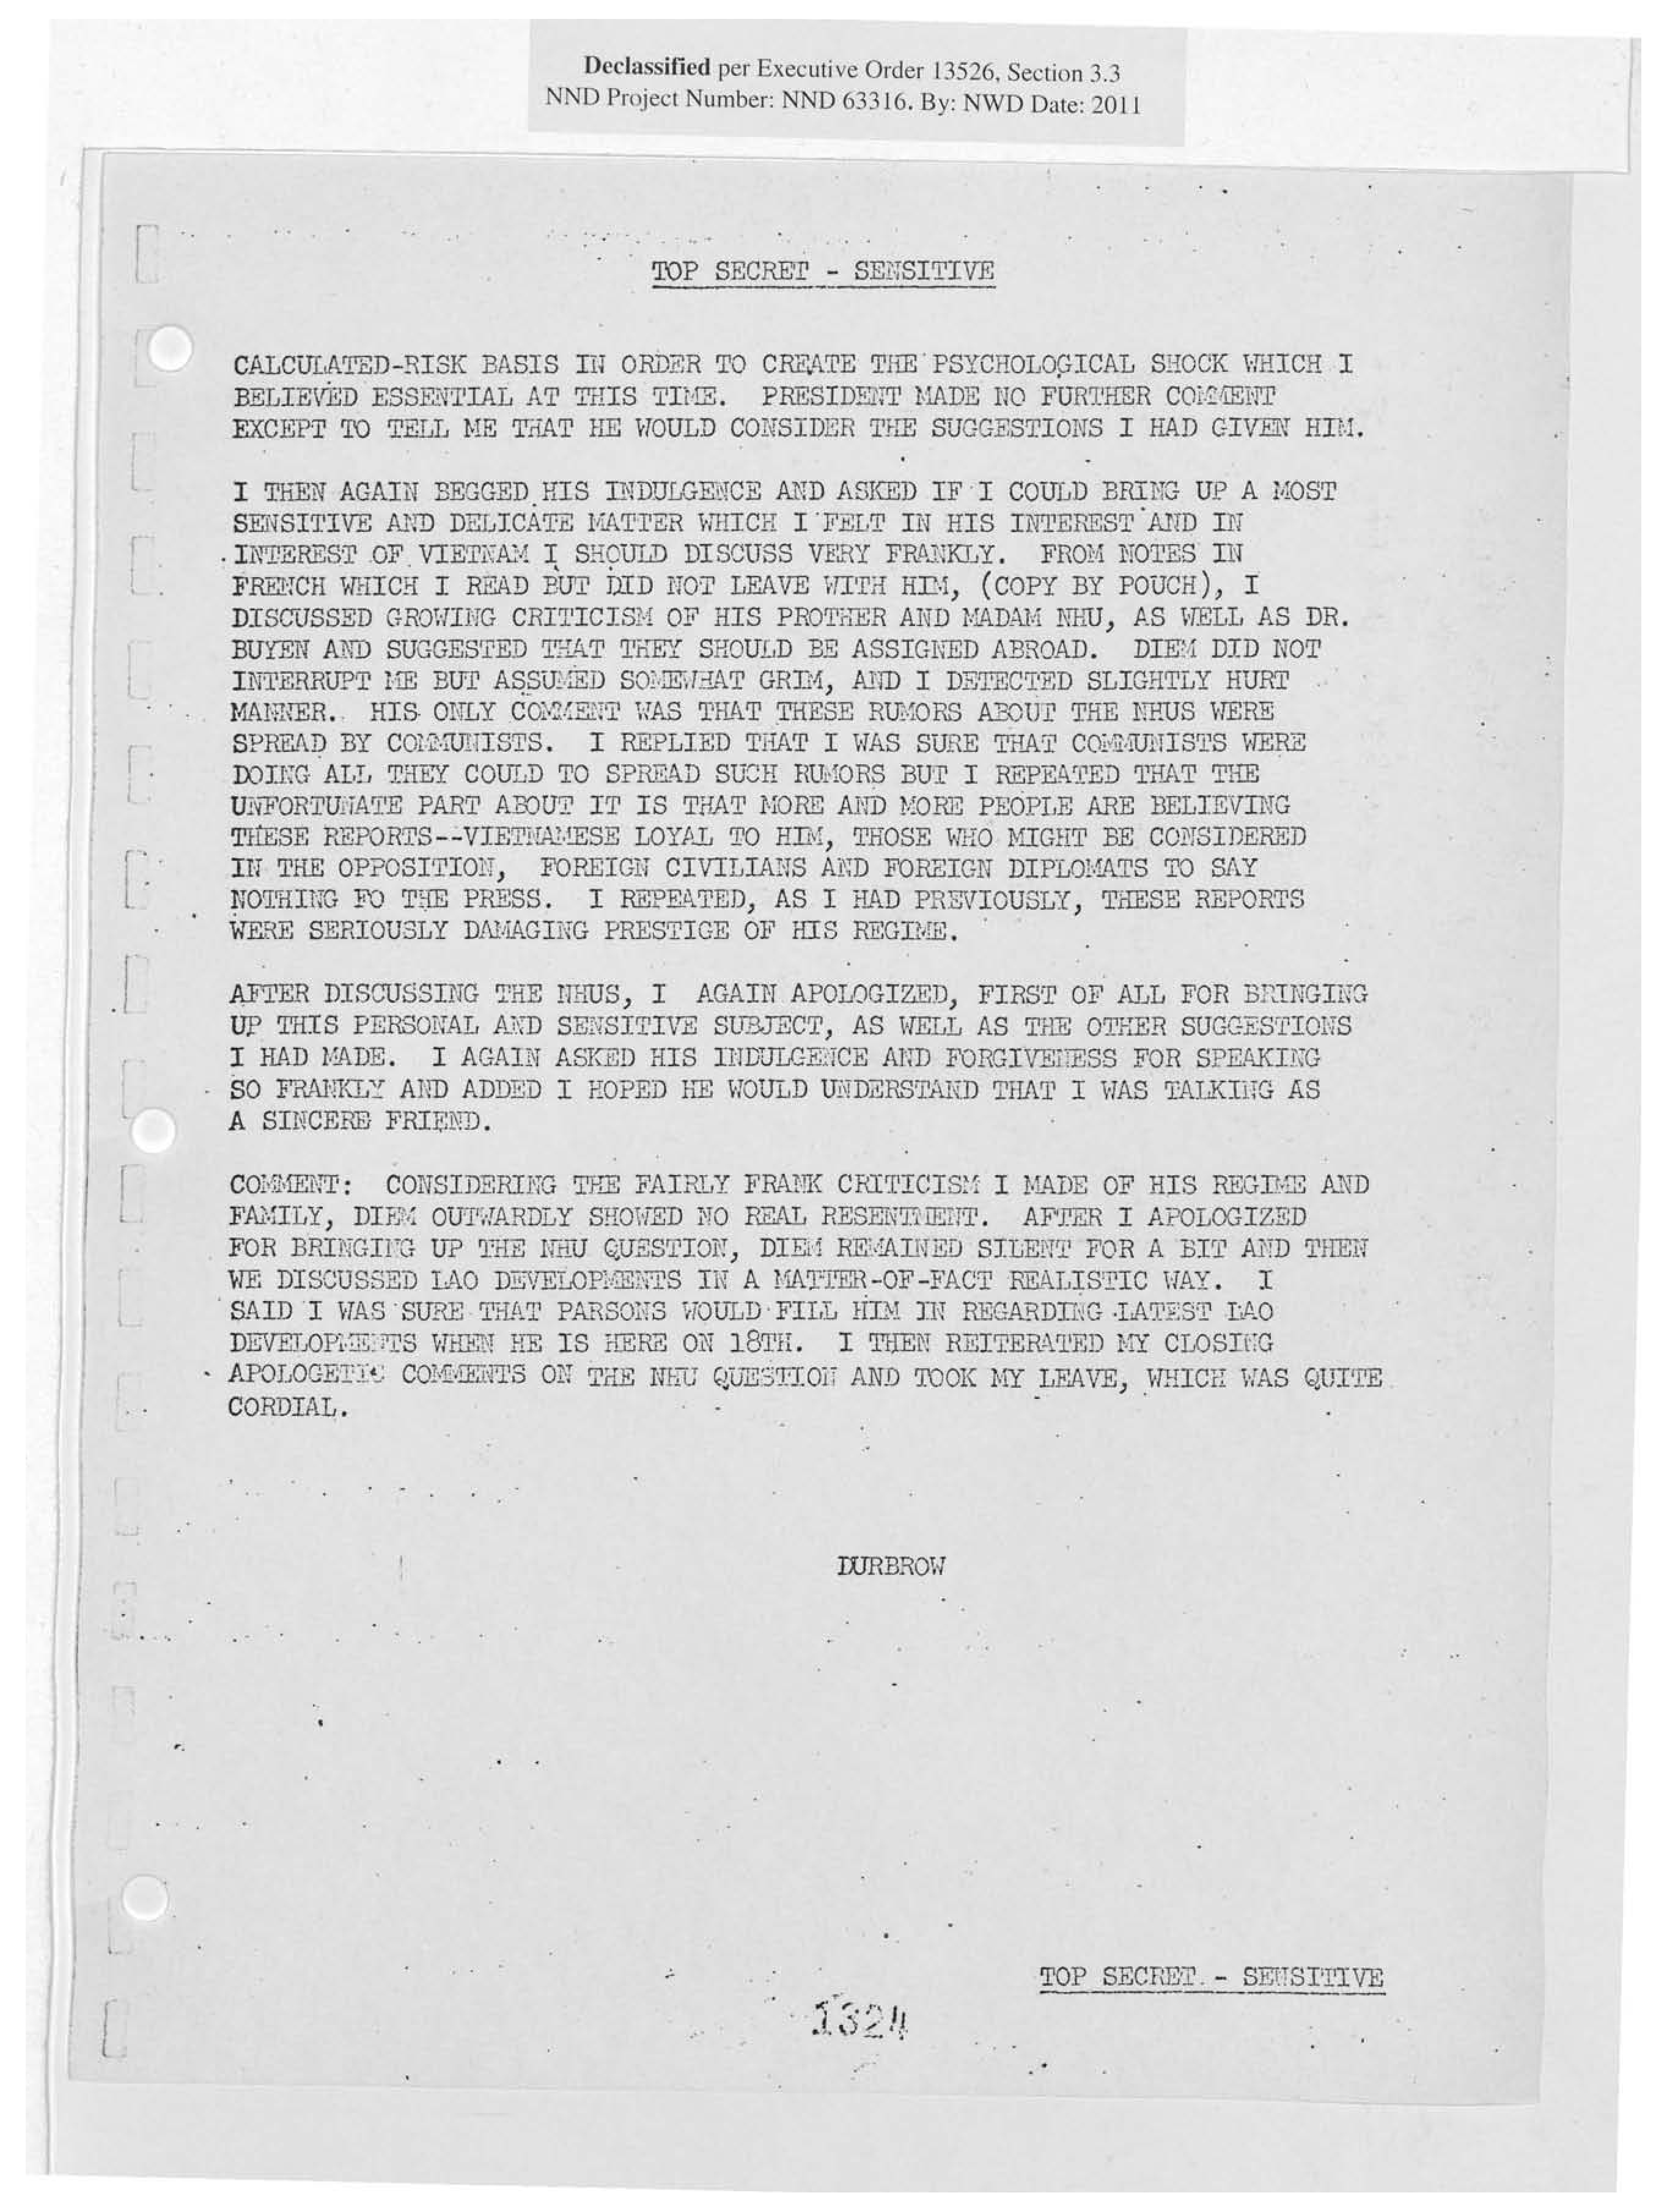 Declassified per Executive Order 13526, Section 3.3
NND Project Number: NND 63316. By: NWD Date: 2011
TOP SECRET - SENSITIVE
CALCULATED-RISK BASIS IN ORDER TO CREATE THE PSYCHOLOGICAL SHOCK WHICH I
BELIEVED ESSENTIAL AT THIS TIME. PRESIDENT MADE NO FURTHER COMMENT
EXCEPT TO TELL ME THAT HE WOULD CONSIDER THE SUGGESTIONS I HAD GIVEN HIM.
I THEN AGAIN BEGGED HIS INDULGENCE AND ASKED IF I COULD BRING UP A MOST
SENSITIVE AND DELICATE MATTER WHICH I FELT IN HIS INTEREST AND IN
INTEREST OF VIETNAM I SHOULD DISCUSS VERY FRANKLY. FROM NOTES IN
FRENCH WHICH I READ BUT DID NOT LEAVE WITH HIM, (COPY BY POUCH), I
DISCUSSED GROWING CRITICISM OF HIS PROTHER AND MADAM NHU, AS WELL AS DR.
BUYEN AND SUGGESTED THAT THEY SHOULD BE ASSIGNED ABROAD. DIEM DID NOT
INTERRUPT ME BUT ASSUMED SOMEWHAT GRIM, AND I DETECTED SLIGHTLY HURT
MANNER. HIS ONLY COMMENT WAS THAT THESE RUMORS ABOUT THE NHUS WERE
SPREAD BY COMMUNISTS. I REPLIED THAT I WAS SURE THAT COMMUNISTS WERE
DOING ALL THEY COULD TO SPREAD SUCH RUMORS BUT I REPEATED THAT THE
UNFORTUNATE PART ABOUT IT IS THAT MORE AND MORE PEOPLE ARE BELIEVING
THESE REPORTS--VIETNAMESE LOYAL TO HIM, THOSE WHO MIGHT BE CONSIDERED
IN THE OPPOSITION, FOREIGN CIVILIANS AND FOREIGN DIPLOMATS TO SAY
NOTHING FO THE PRESS. I REPEATED, AS I HAD PREVIOUSLY, THESE REPORTS
WERE SERIOUSLY DAMAGING PRESTIGE OF HIS REGIME.
AFTER DISCUSSING THE NHUS, I AGAIN APOLOGIZED, FIRST OF ALL FOR BRINGING
UP THIS PERSONAL AND SENSITIVE SUBJECT, AS WELL AS THE OTHER SUGGESTIONS
I HAD MADE. I AGAIN ASKED HIS INDULGENCE AND FORGIVENESS FOR SPEAKING
SO FRANKLY AND ADDED I HOPED HE WOULD UNDERSTAND THAT I WAS TALKING AS
A SINCERE FRIEND.
COMMENT: CONSIDERING THE FAIRLY FRANK CRITICISM I MADE OF HIS REGIME AND
FAMILY, DIEM OUTWARDLY SHOWED NO REAL RESENTMENT. AFTER I APOLOGIZED
FOR BRINGING UP THE NHU QUESTION, DIEM REMAINED SILENT FOR A BIT AND THEN
WE DISCUSSED LAO DEVELOPMENTS IN A MATTER-OF-FACT REALISTIC WAY. I
SAID I WAS SURE THAT PARSONS WOULD FILL HIM IN REGARDING LATEST LAO
DEVELOPMENTS WHEN HE IS HERE ON 18TH. I THEN REITERATED MY CLOSING
APOLOGETIC COMMENTS ON THE NHU QUESTION AND TOOK MY LEAVE, WHICH WAS QUITE
CORDIAL.
DURBROW
TOP SECRET - SENSITIVE
1324